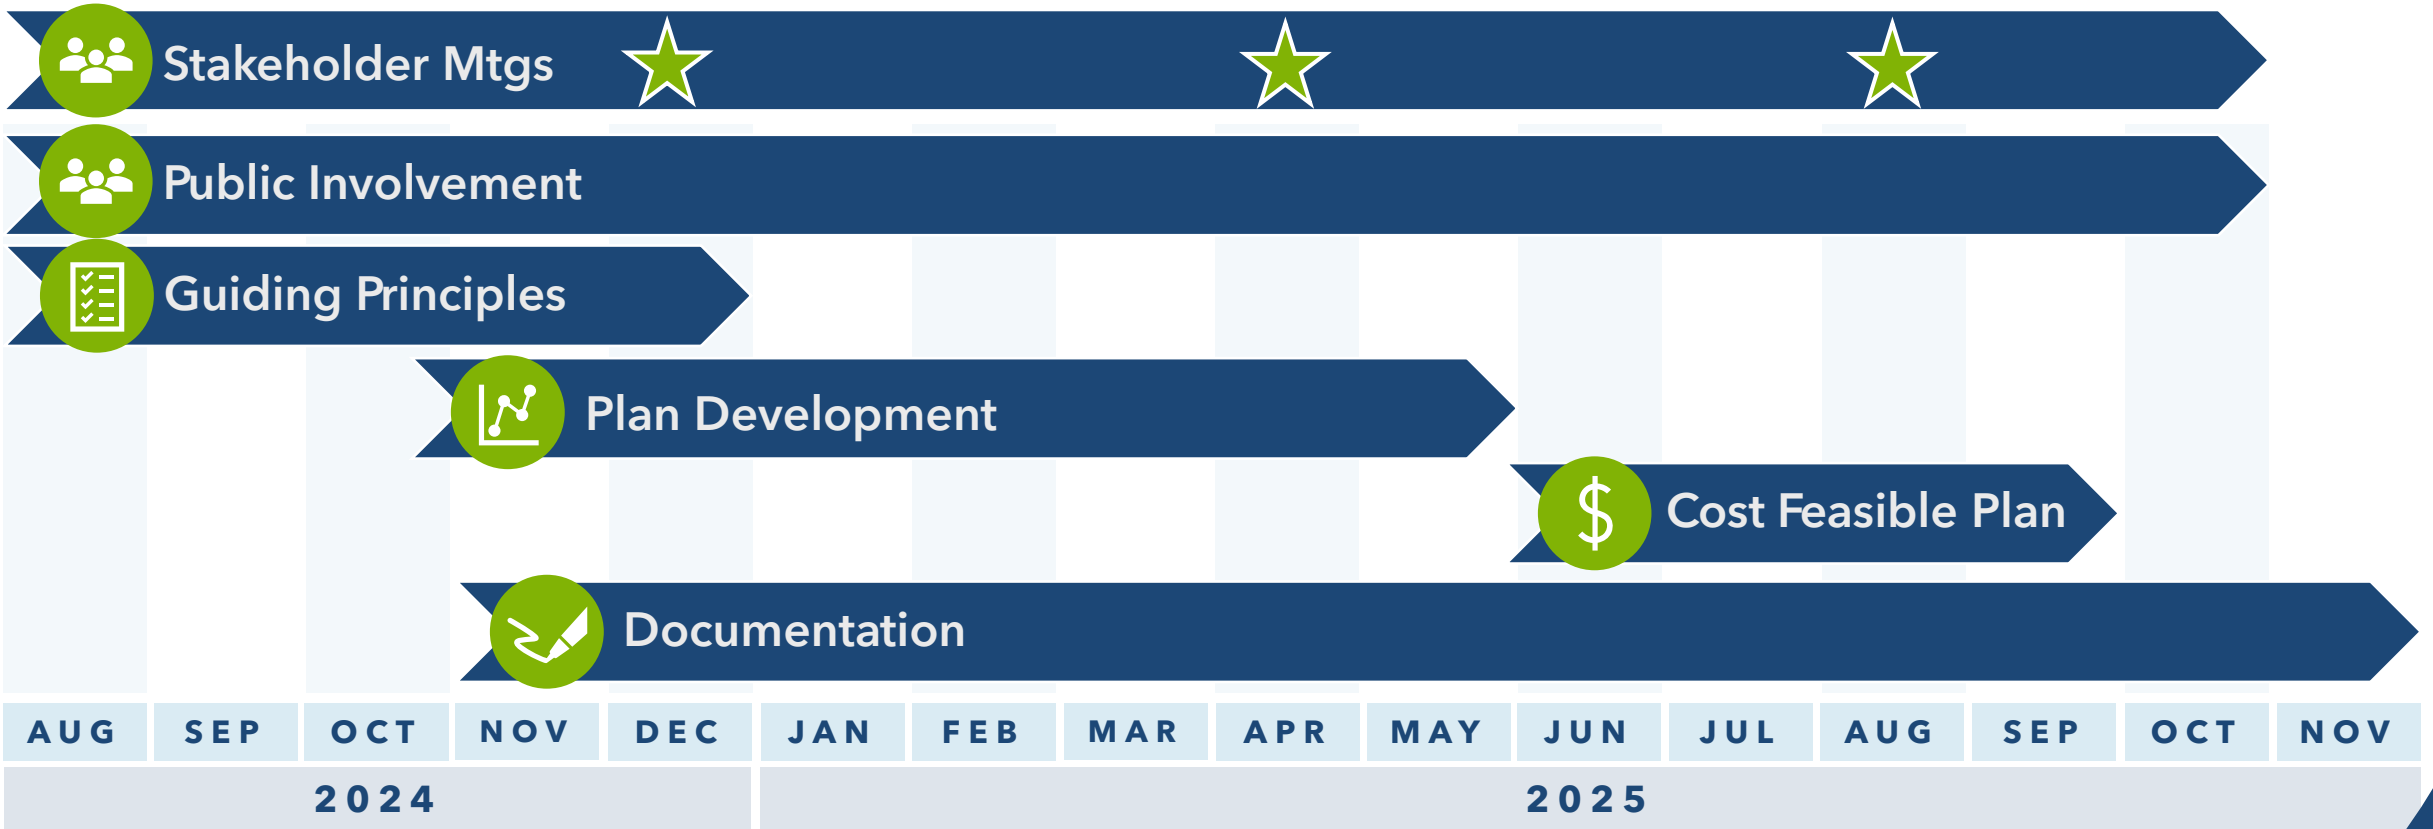 Stakeholder Mtgs
Public Involvement
Guiding Principles
Plan Development
Cost Feasible Plan
Documentation
AUG SEP OCT NOV DEC JAN FEB MAR APR MAY JUN JUL AUG SEP OCT NOV
2024 2025